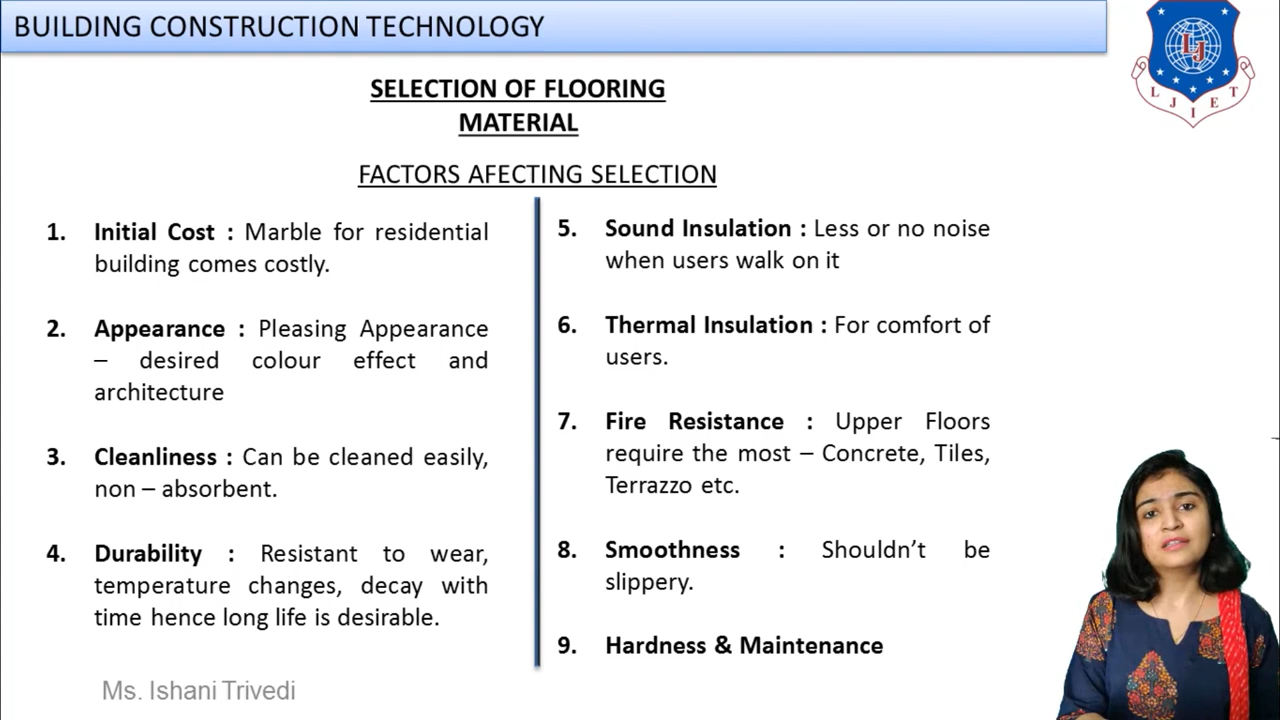 BUILDING CONSTRUCTION TECHNOLOGY
LJ
L J I E T
SELECTION OF FLOORING
MATERIAL
FACTORS AFECTING SELECTION
1. Initial Cost : Marble for residential
building comes costly.
2. Appearance : Pleasing Appearance
– desired colour effect and
architecture
3. Cleanliness : Can be cleaned easily,
non – absorbent.
4. Durability : Resistant to wear,
temperature changes, decay with
time hence long life is desirable.
5. Sound Insulation : Less or no noise
when users walk on it
6. Thermal Insulation : For comfort of
users.
7. Fire Resistance : Upper Floors
require the most – Concrete, Tiles,
Terrazzo etc.
8. Smoothness : Shouldn’t be
slippery.
9. Hardness & Maintenance
Ms. Ishani Trivedi